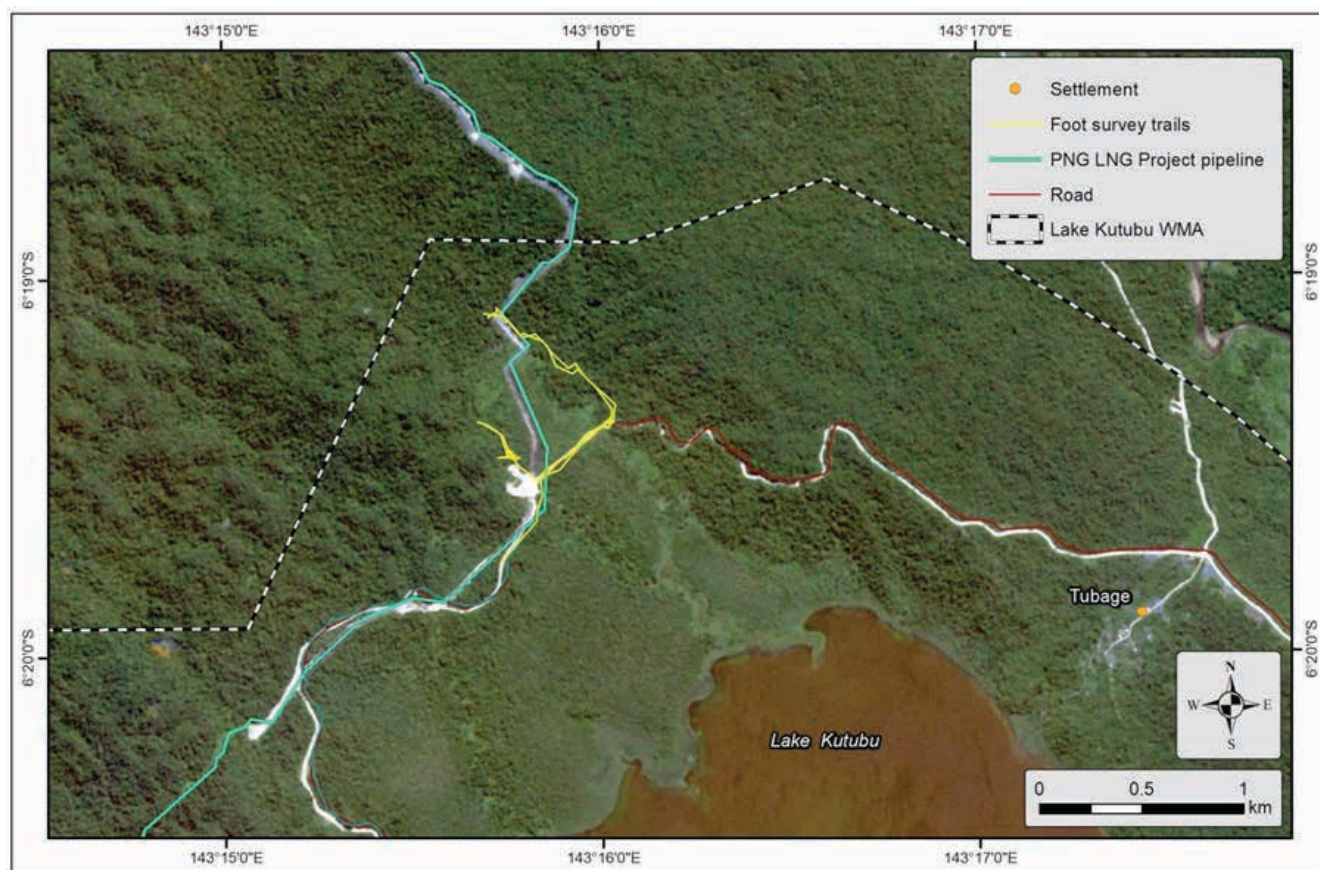 143°15'0"E
143°16'0"E
143°17'0"E
Settlement
Foot survey trails
PNG LNG Project pipeline
Road
Lake Kutubu WMA
6°19'0"S
6°19'0"S
Tubage
6°20'0"S
6°20'0"S
N
W E
S
Lake Kutubu
0 0.5 1
km
143°15'0"E
143°16'0"E
143°17'0"E